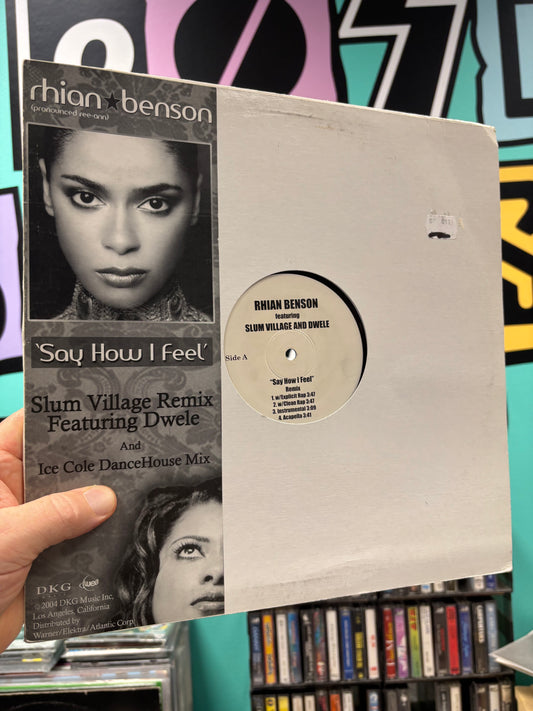 rhian★benson
(pronounced ree-ann)
'Say How I Feel'
Slum Village Remix
Featuring Dwele
And
Ice Cole DanceHouse Mix
DKG
©2004 DKG Music Inc.
Los Angeles, California
Distributed by
Warner/Elektra/Atlantic Corp
RHIAN BENSON
featuring
SLUM VILLAGE AND DWELE
Side A
"Say How I Feel"
Remix
1. w/Explicit Rap 3:47
2. w/Clean Rap 3:47
3. Instrumental 3:09
4. Acapella 3:41